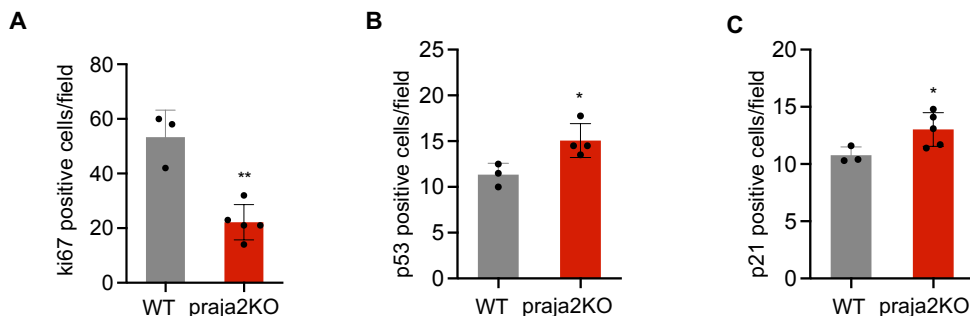 A
ki67 positive cells/field
80
60
40
20
0
**
WT
praja2KO
B
p53 positive cells/field
25
20
15
10
5
0
*
WT
praja2KO
C
p21 positive cells/field
20
15
10
5
0
*
WT
praja2KO